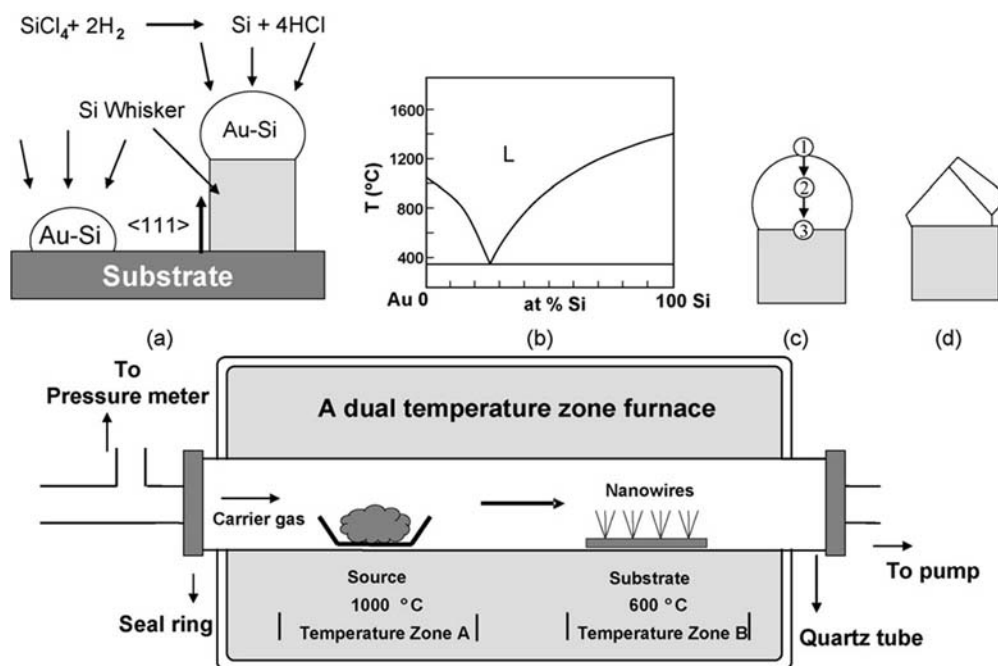 SiCl4+ 2H2 Si + 4HCl
Si Whisker
Au-Si
Au-Si
<111>
Substrate
(a)
T (ºC)
1600
1200
800
400
L
Au 0 at % Si 100 Si
(b)
1
2
3
(c)
(d)
To
Pressure meter
A dual temperature zone furnace
Carrier gas
Nanowires
Source
1000 °C
Temperature Zone A
Substrate
600 °C
Temperature Zone B
Seal ring
To pump
Quartz tube